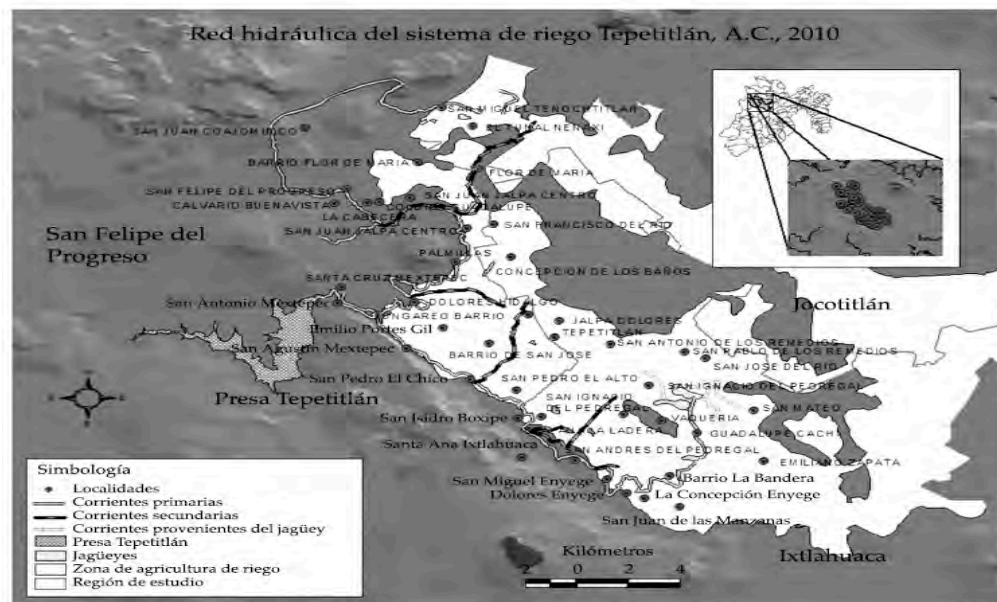 Red hidráulica del sistema de riego Tepetitlán, A.C., 2010
SAN MIGUEL TENOCHTITLAN
SAN JUAN COAJOMULCO
EL TUNAL NENAXI
BARRIO FLOR DE MARIA
FLOR DE MARIA
SAN FELIPE DEL PROGRESO
SAN JUAN JALPA CENTRO
CALVARIO BUENAVISTA
GUADALUPE
LA CABECERA
SAN JUAN JALPA CENTRO
SAN FRANCISCO DEL RIO
San Felipe del
Progreso
PALMILLAS
CONCEPCION DE LOS BAÑOS
SANTA CRUZ MEXTEPEC
San Antonio Mextepec
DOLORES HIDALGO
Jocotitlán
BARRIO
Emilio Portes Gil
JALPA DOLORES
TEPETITLAN
San Agustín Mextepec
SAN ANTONIO DE LOS REMEDIOS
BARRIO DE SAN JOSE
SAN PABLO DE LOS REMEDIOS
SAN JOSE DEL RIO
San Pedro El Chico
SAN PEDRO EL ALTO
SAN IGNACIO DEL PEDREGAL
Presa Tepetitlán
SAN IGNACIO
DEL PEDREGAL
SAN MATEO
San Isidro Boxipe
VAQUERIA
LA LADERA
GUADALUPE CACHI
Santa Ana Ixtlahuaca
SAN ANDRES DEL PEDREGAL
EMILIANO ZAPATA
San Miguel Enyege
Barrio La Bandera
Dolores Enyege
La Concepción Enyege
San Juan de las Manzanas
Ixtlahuaca
Simbología
Localidades
Corrientes primarias
Corrientes secundarias
Corrientes provenientes del jagüey
Presa Tepetitlán
Jagüeyes
Zona de agricultura de riego
Región de estudio
Kilómetros
2 0 2 4